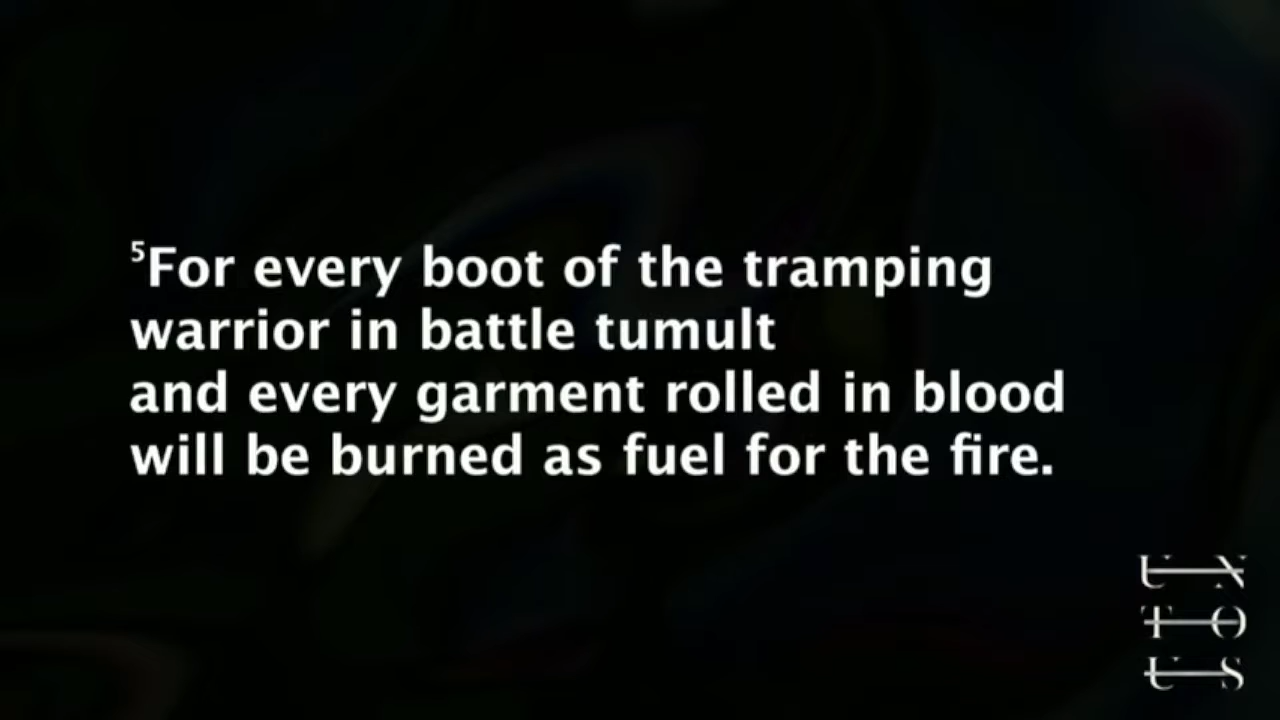 ⁵For every boot of the tramping
warrior in battle tumult
and every garment rolled in blood
will be burned as fuel for the fire.
UN
TO
US